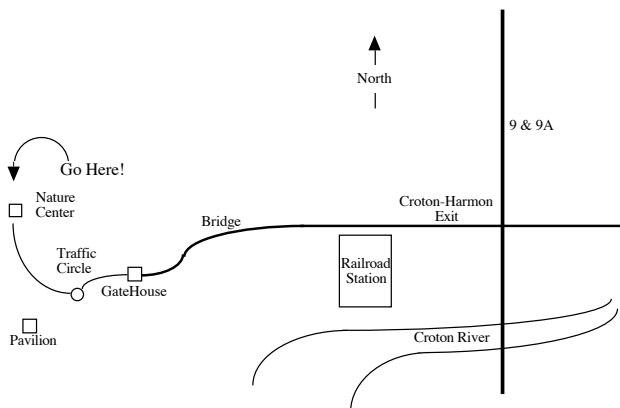 North
9 & 9A
Go Here!
Nature
Center
Croton-Harmon
Exit
Bridge
Traffic
Circle
Railroad
Station
GateHouse
Pavilion
Croton River